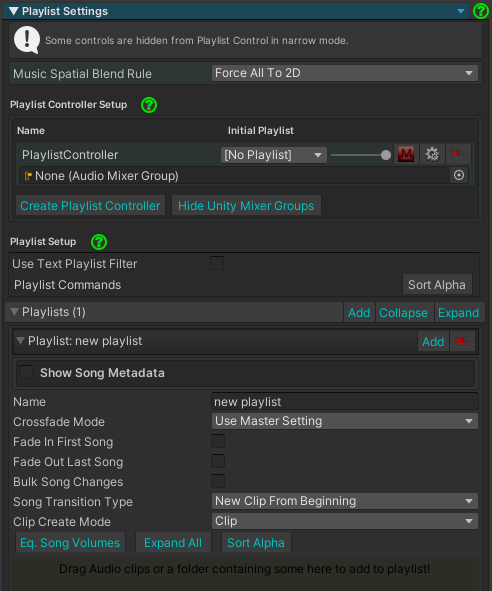 Playlist Settings
Some controls are hidden from Playlist Control in narrow mode.
Music Spatial Blend Rule Force All To 2D
Playlist Controller Setup ?
Name Initial Playlist
PlaylistController [No Playlist] M
None (Audio Mixer Group)
Create Playlist Controller Hide Unity Mixer Groups
Playlist Setup ?
Use Text Playlist Filter
Playlist Commands Sort Alpha
Playlists (1) Add Collapse Expand
Playlist: new playlist Add
Show Song Metadata
Name new playlist
Crossfade Mode Use Master Setting
Fade In First Song
Fade Out Last Song
Bulk Song Changes
Song Transition Type New Clip From Beginning
Clip Create Mode Clip
Eq. Song Volumes Expand All Sort Alpha
Drag Audio clips or a folder containing some here to add to playlist!